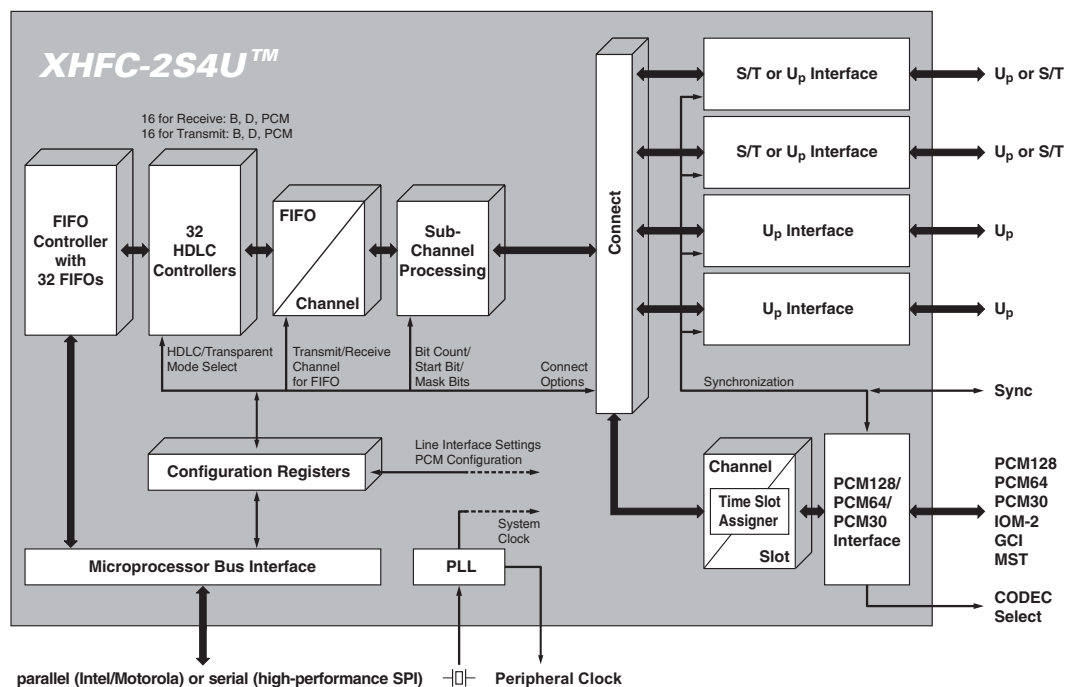 XHFC-2S4U™
16 for Receive: B, D, PCM
16 for Transmit: B, D, PCM
FIFO
Controller
with
32 FIFOs
32
HDLC
Controllers
FIFO
Channel
Sub-
Channel
Processing
Connect
S/T or Up Interface
Up or S/T
S/T or Up Interface
Up or S/T
Up Interface
Up
Up Interface
Up
HDLC/Transparent
Mode Select
Transmit/Receive
Channel
for FIFO
Bit Count/
Start Bit/
Mask Bits
Connect
Options
Synchronization
Sync
Configuration Registers
Line Interface Settings
PCM Configuration
Channel
Time Slot
Assigner
Slot
PCM128/
PCM64/
PCM30
Interface
PCM128
PCM64
PCM30
IOM-2
GCI
MST
System
Clock
Microprocessor Bus Interface
PLL
CODEC
Select
parallel (Intel/Motorola) or serial (high-performance SPI)
Peripheral Clock